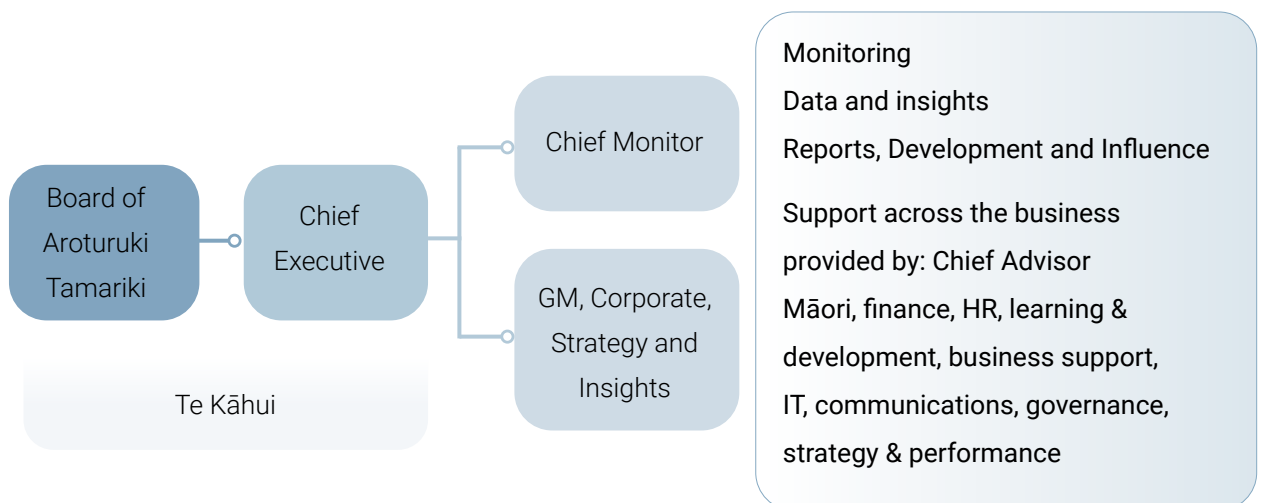 Board of
Aroturuki
Tamariki
Chief
Executive
Te Kāhui
Chief Monitor
GM, Corporate,
Strategy and
Insights
Monitoring
Data and insights
Reports, Development and Influence
Support across the business
provided by: Chief Advisor
Māori, finance, HR, learning &
development, business support,
IT, communications, governance,
strategy & performance